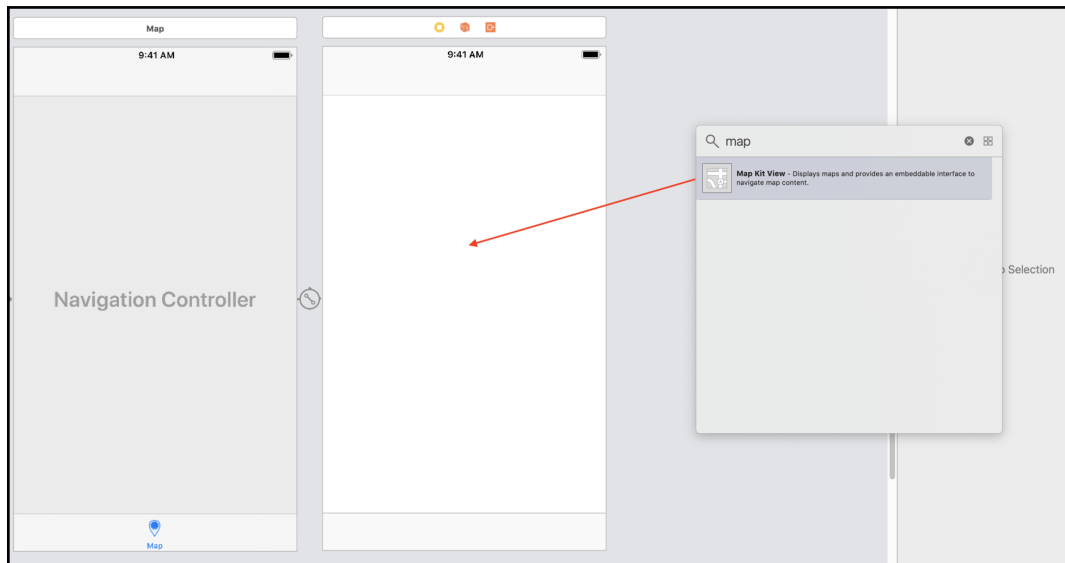 Map
9:41 AM
9:41 AM
map
Map Kit View - Displays maps and provides an embeddable interface to
navigate map content.
Selection
Navigation Controller
Map